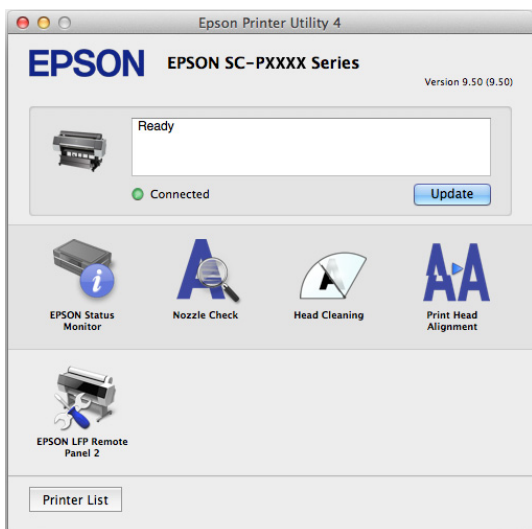 Epson Printer Utility 4
EPSON
EPSON SC-PXXXX Series
Version 9.50 (9.50)
Ready
Connected
Update
EPSON Status
Monitor
Nozzle Check
Head Cleaning
Print Head
Alignment
EPSON LFP Remote
Panel 2
Printer List